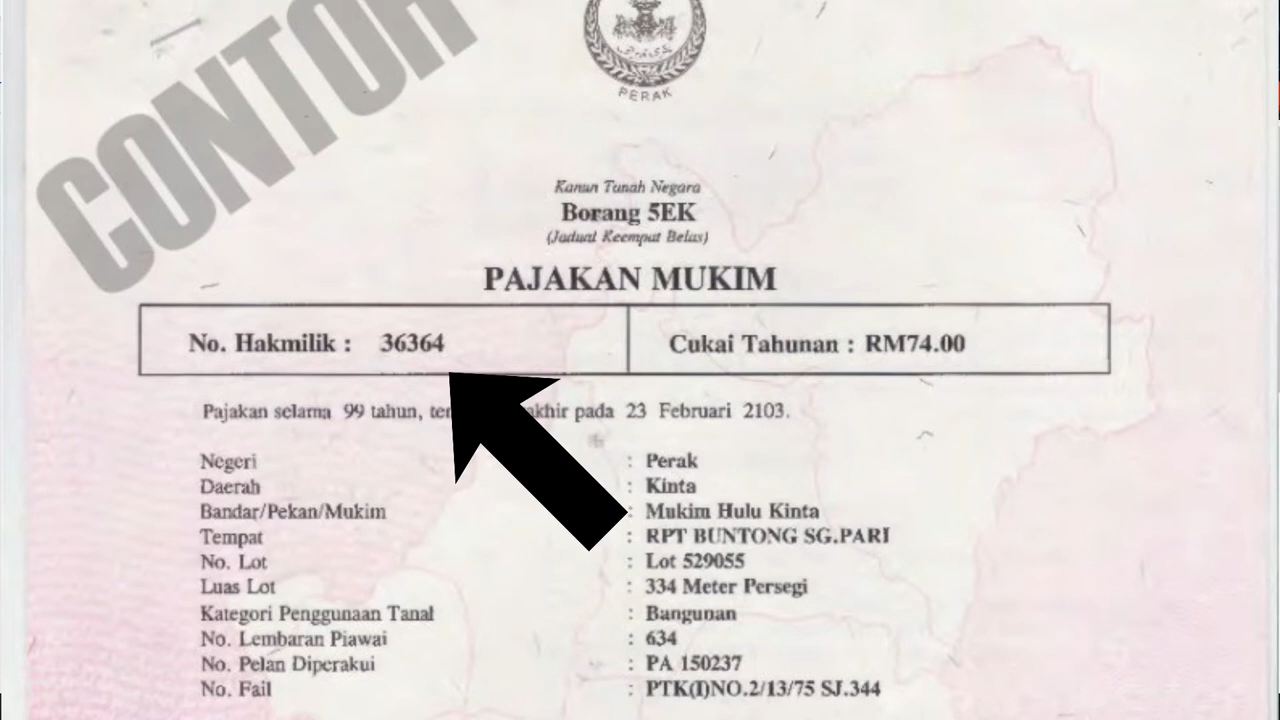 CONTOH
PERAK
Kanun Tanah Negara
Borang 5EK
(Jadual Keempat Belas)
PAJAKAN MUKIM
No. Hakmilik : 36364
Cukai Tahunan : RM74.00
Pajakan selama 99 tahun, akhir pada 23 Februari 2103.
Negeri : Perak
Daerah : Kinta
Bandar/Pekan/Mukim : Mukim Hulu Kinta
Tempat : RPT BUNTONG SG.PARI
No. Lot : Lot 529055
Luas Lot : 334 Meter Persegi
Kategori Penggunaan Tanal : Bangunan
No. Lembaran Piawai : 634
No. Pelan Diperakui : PA 150237
No. Fail : PTK(I)NO.2/13/75 SJ.344